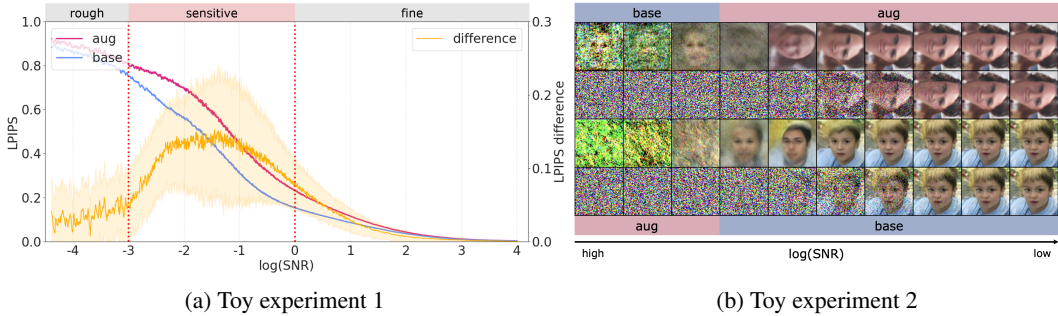 rough sensitive fine
1.0 0.3
aug difference
base
0.8
0.2
0.6
LPIPS LPIPS difference
0.4
0.1
0.2
0.0 0.0
-4 -3 -2 -1 0 1 2 3 4
log(SNR)
(a) Toy experiment 1
base aug
aug base
high log(SNR) low
(b) Toy experiment 2